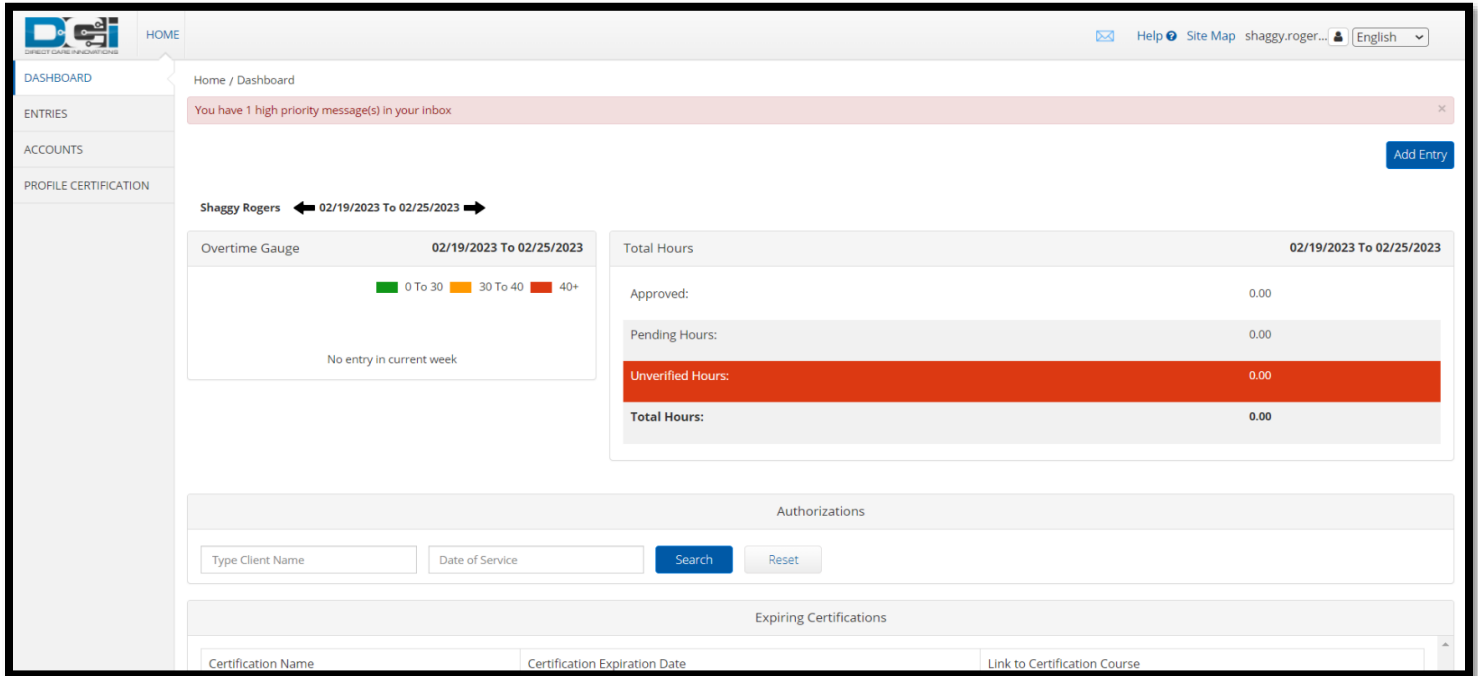 DCi HOME Help Site Map shaggy.roger... English
DIRECT CARE INNOVATIONS
DASHBOARD
ENTRIES
ACCOUNTS
PROFILE CERTIFICATION
Home / Dashboard
You have 1 high priority message(s) in your inbox ×
Add Entry
Shaggy Rogers 02/19/2023 To 02/25/2023
Overtime Gauge 02/19/2023 To 02/25/2023
0 To 30 30 To 40 40+
No entry in current week
Total Hours 02/19/2023 To 02/25/2023
Approved: 0.00
Pending Hours: 0.00
Unverified Hours: 0.00
Total Hours: 0.00
Authorizations
Type Client Name Date of Service Search Reset
Expiring Certifications
Certification Name Certification Expiration Date Link to Certification Course